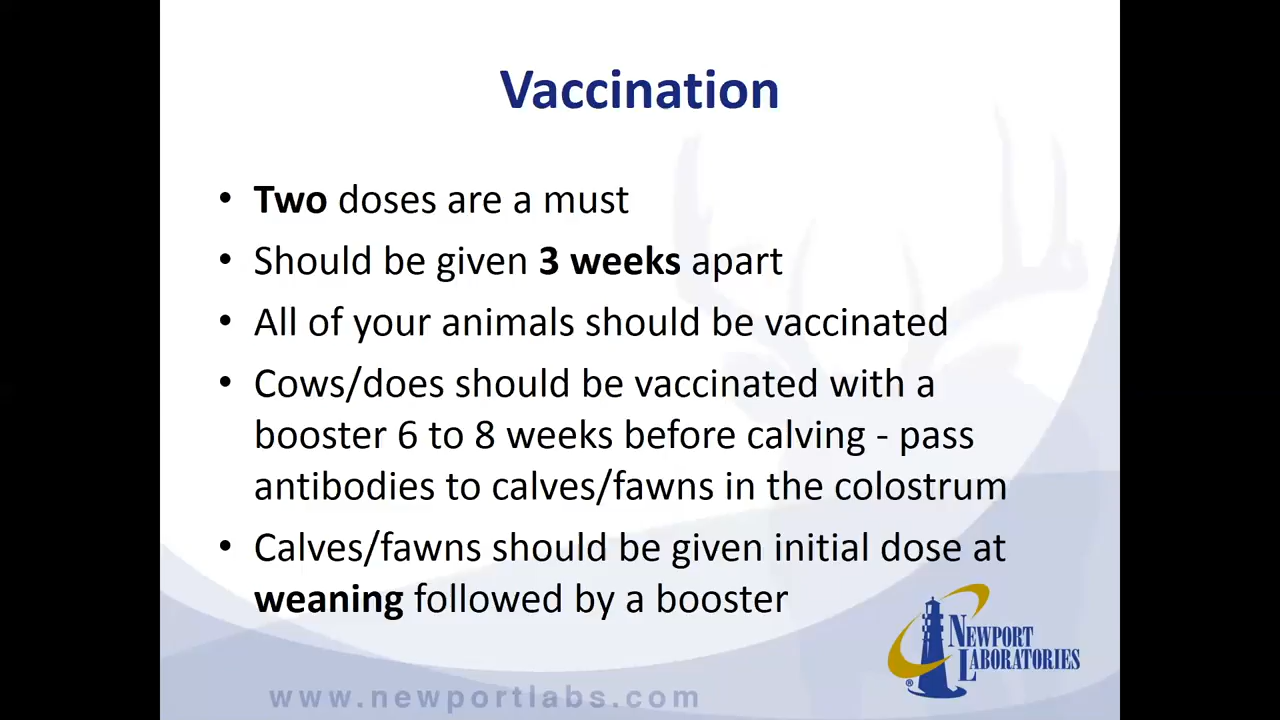 Vaccination
• Two doses are a must
• Should be given 3 weeks apart
• All of your animals should be vaccinated
• Cows/does should be vaccinated with a
booster 6 to 8 weeks before calving - pass
antibodies to calves/fawns in the colostrum
• Calves/fawns should be given initial dose at
weaning followed by a booster
NEWPORT
LABORATORIES
®
www.newportlabs.com